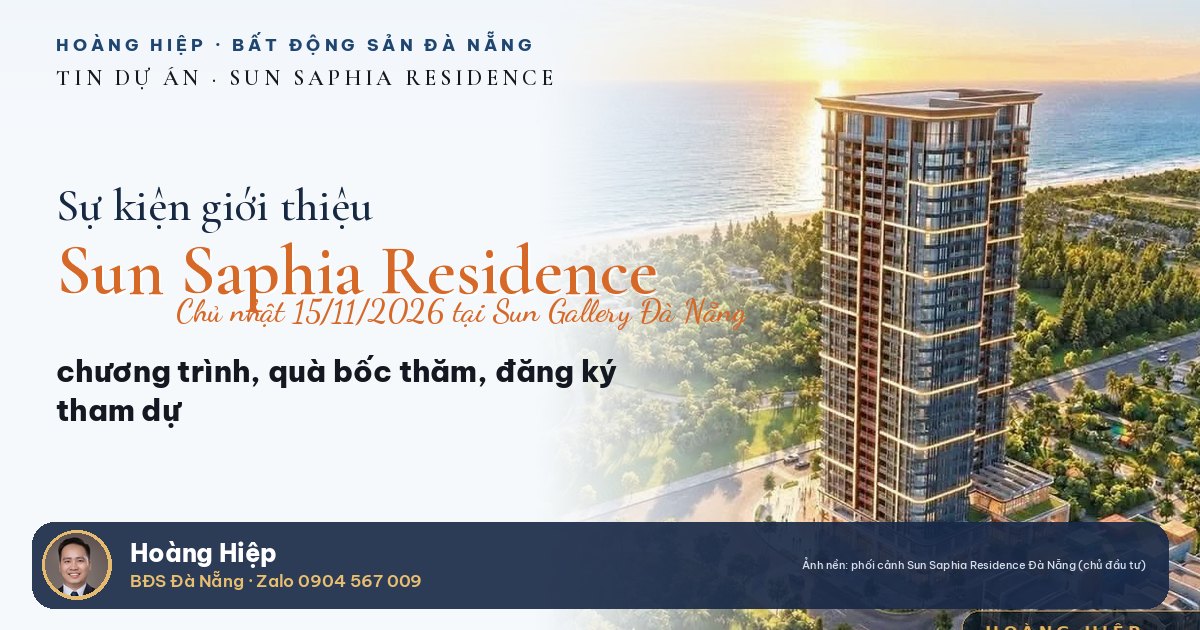 HOÀNG HIỆP · BẤT ĐỘNG SẢN ĐÀ NẴNG
TIN DỰ ÁN · SUN SAPHIA RESIDENCE
Sự kiện giới thiệu
Sun Saphia Residence
Chủ nhật 15/11/2026 tại Sun Gallery Đà Nẵng
chương trình, quà bốc thăm, đăng ký
tham dự
Hoàng Hiệp
BĐS Đà Nẵng · Zalo 0904 567 009
Ảnh nền: phối cảnh Sun Saphia Residence Đà Nẵng (chủ đầu tư)
HOÀNG HIỆP